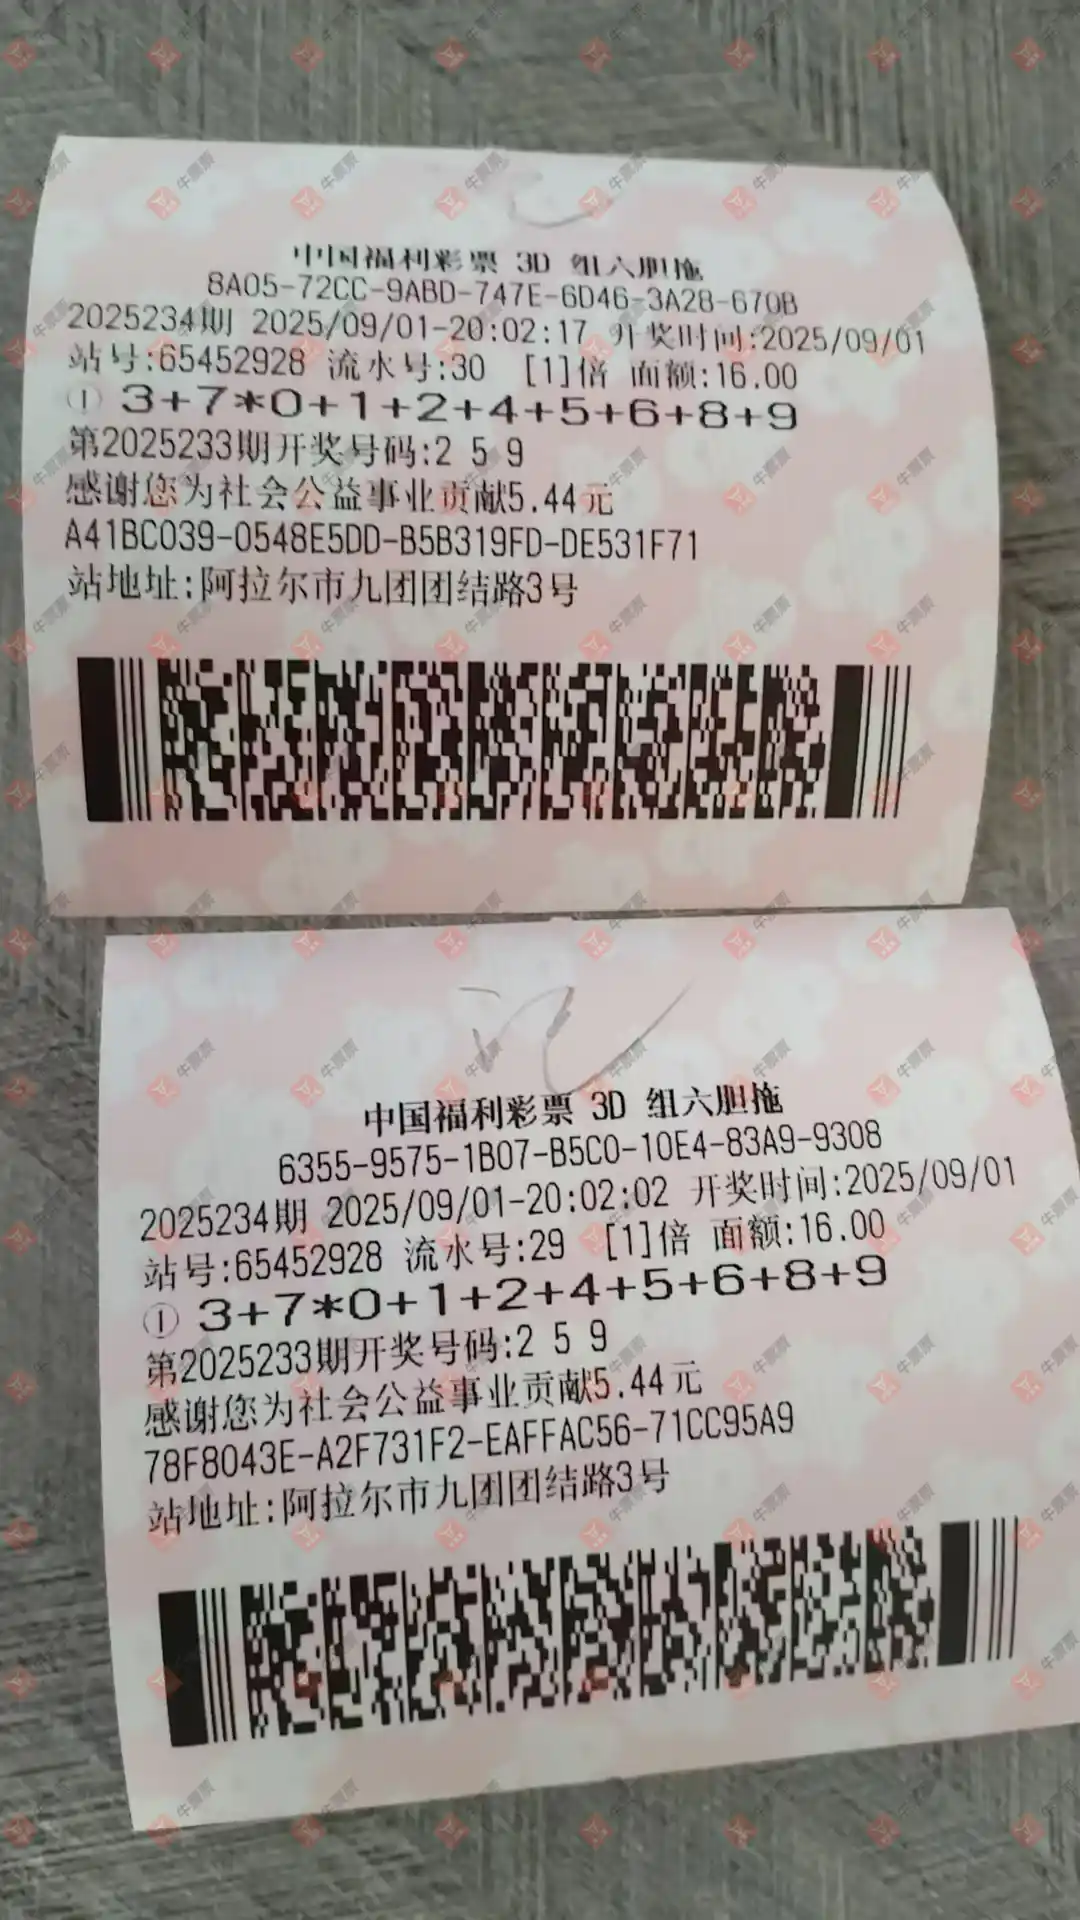 中国福利彩票 3D 组六胆拖
8A05-72CC-9ABD-747E-6D46-3A28-670B
2025234期 2025/09/01-20:02:17 开奖时间:2025/09/01
站号:65452928 流水号:30 [1]倍 面额:16.00
① 3+7*0+1+2+4+5+6+8+9
第2025233期开奖号码:2 5 9
感谢您为社会公益事业贡献5.44元
A41BC039-0548E5DD-B5B319FD-DE531F71
站地址:阿拉尔市九团团结路3号
中国福利彩票 3D 组六胆拖
6355-9575-1B07-B5C0-10E4-83A9-9308
2025234期 2025/09/01-20:02:02 开奖时间:2025/09/01
站号:65452928 流水号:29 [1]倍 面额:16.00
① 3+7*0+1+2+4+5+6+8+9
第2025233期开奖号码:2 5 9
感谢您为社会公益事业贡献5.44元
78F8043E-A2F731F2-EAFFAC56-71CC95A9
站地址:阿拉尔市九团团结路3号